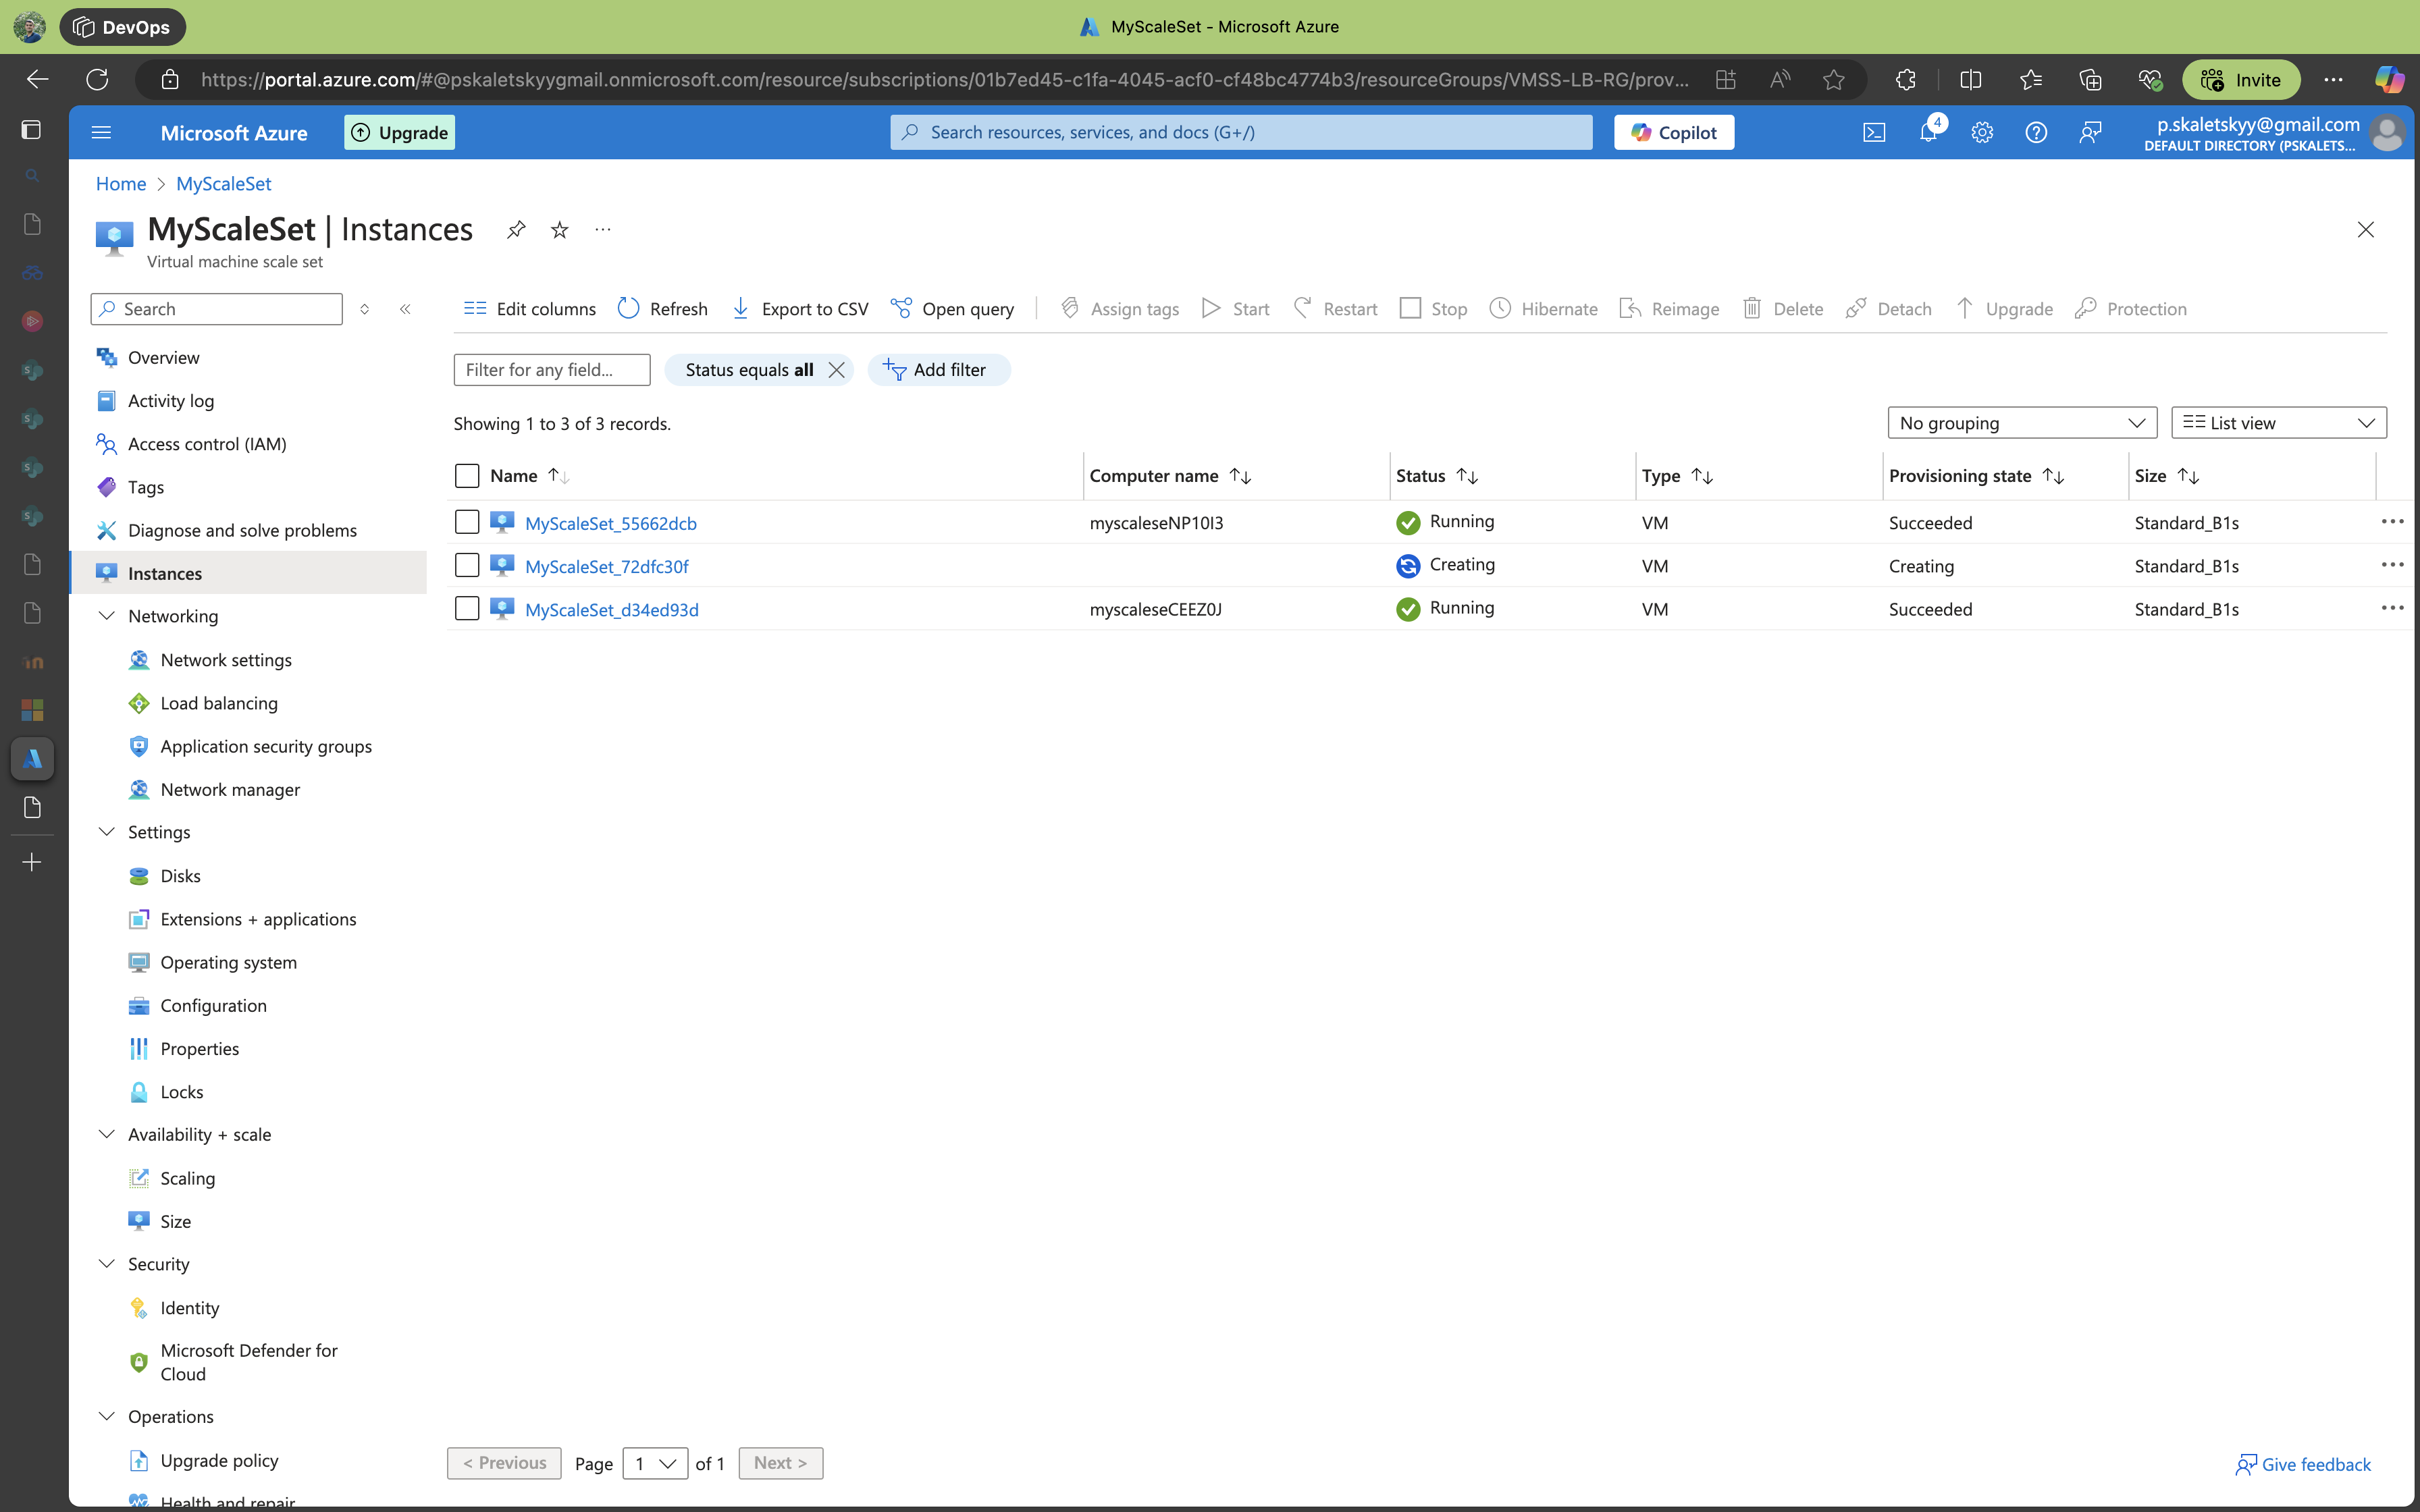 DevOps
MyScaleSet - Microsoft Azure
https://portal.azure.com/#@pskaletskyygmail.onmicrosoft.com/resource/subscriptions/01b7ed45-c1fa-4045-acf0-cf48bc4774b3/resourceGroups/VMSS-LB-RG/prov...
Invite
Microsoft Azure
Upgrade
Search resources, services, and docs (G+/)
Copilot
4
p.skaletskyy@gmail.com
DEFAULT DIRECTORY (PSKALETS...
Home > MyScaleSet
MyScaleSet | Instances
Virtual machine scale set
Search
Edit columns Refresh Export to CSV Open query Assign tags Start Restart Stop Hibernate Reimage Delete Detach Upgrade Protection
Overview
Activity log
Access control (IAM)
Tags
Diagnose and solve problems
Instances
Networking
Network settings
Load balancing
Application security groups
Network manager
Settings
Disks
Extensions + applications
Operating system
Configuration
Properties
Locks
Availability + scale
Scaling
Size
Security
Identity
Microsoft Defender for
Cloud
Operations
Upgrade policy
Health and repair
Filter for any field...
Status equals all
Add filter
Showing 1 to 3 of 3 records.
No grouping
List view
Name Computer name Status Type Provisioning state Size
MyScaleSet_55662dcb myscaleseNP10I3 Running VM Succeeded Standard_B1s
MyScaleSet_72dfc30f Creating VM Creating Standard_B1s
MyScaleSet_d34ed93d myscaleseCEEZ0J Running VM Succeeded Standard_B1s
< Previous Page 1 of 1 Next >
Give feedback